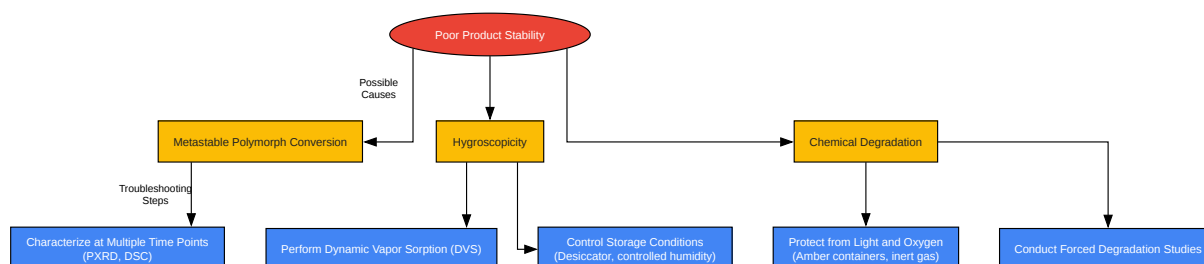 Poor Product Stability
Possible
Causes
Metastable Polymorph Conversion
Hygroscopicity
Chemical Degradation
Troubleshooting
Steps
Characterize at Multiple Time Points
(PXRD, DSC)
Perform Dynamic Vapor Sorption (DVS)
Control Storage Conditions
(Desiccator, controlled humidity)
Protect from Light and Oxygen
(Amber containers, inert gas)
Conduct Forced Degradation Studies